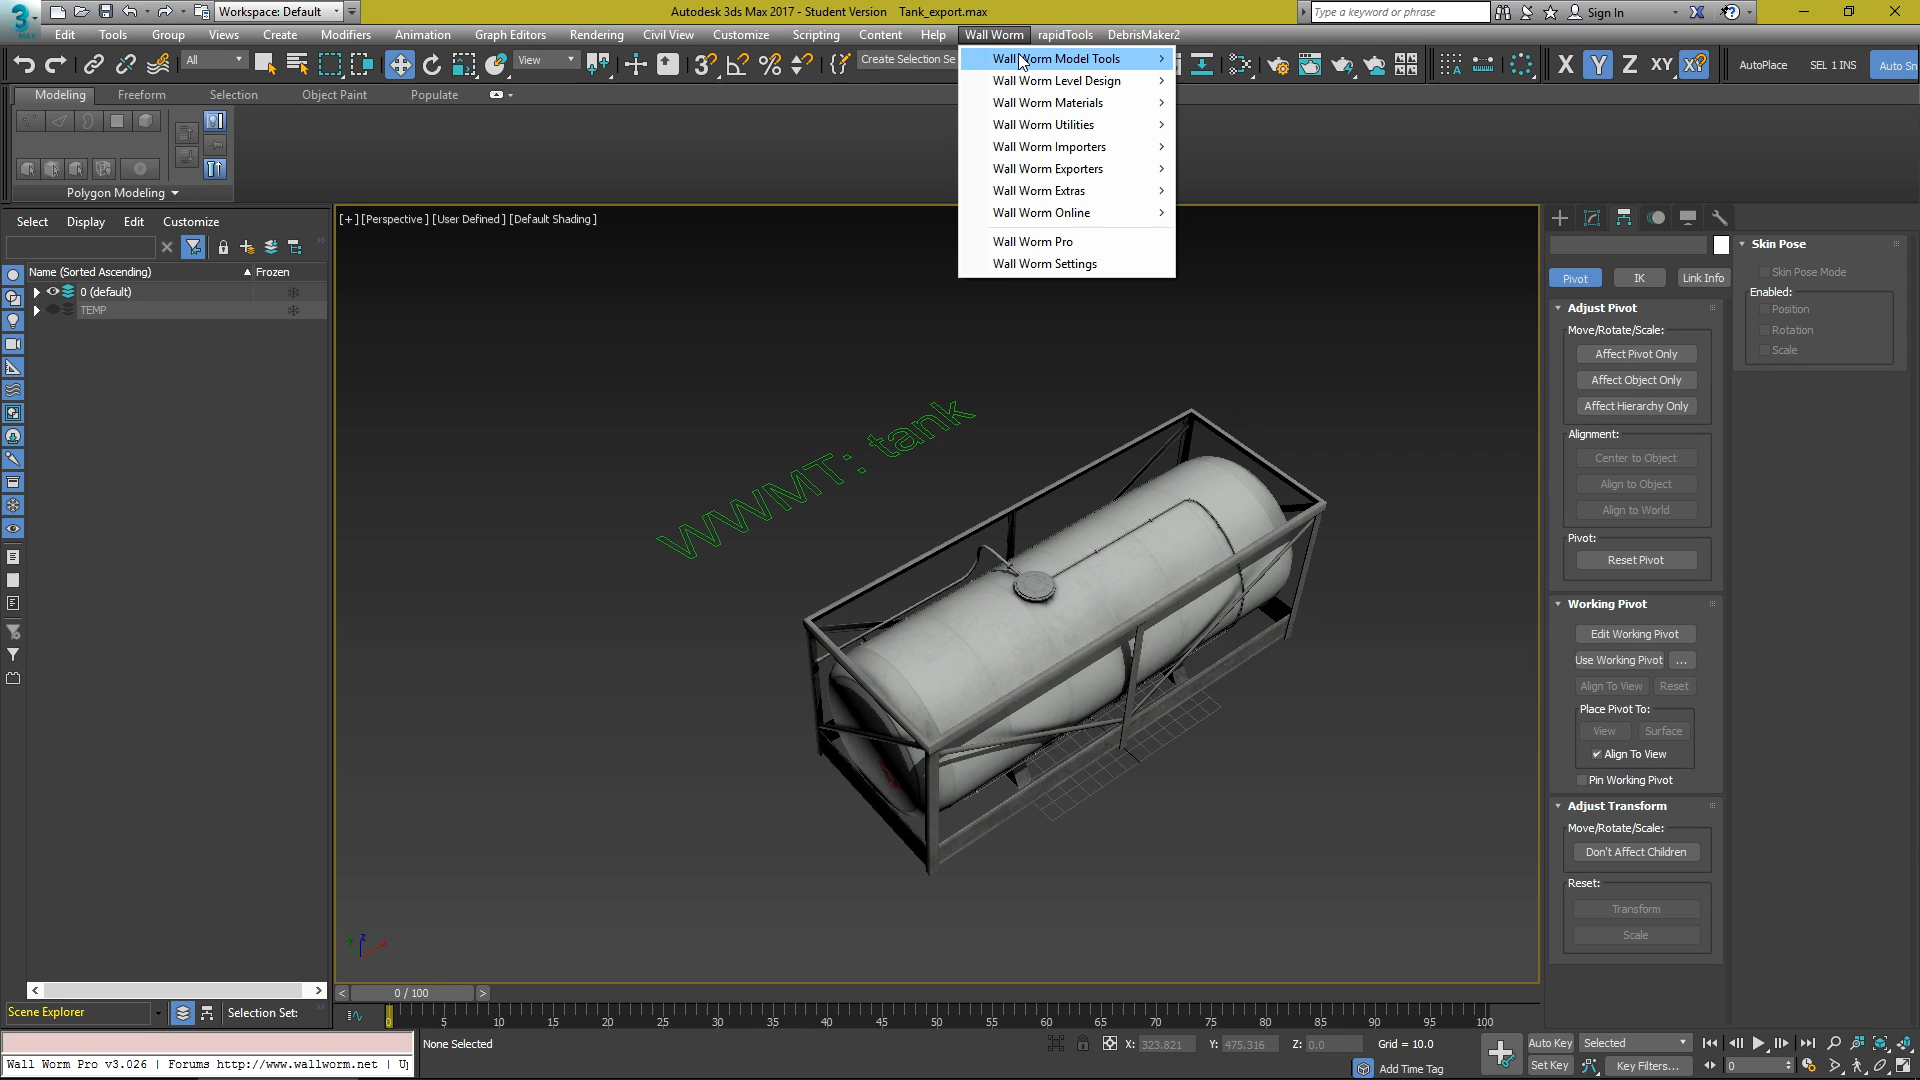 Workspace: Default
Autodesk 3ds Max 2017 - Student Version    Tank_export.max
Type a keyword or phrase
Sign In
MAX
Edit
Tools
Group
Views
Create
Modifiers
Animation
Graph Editors
Rendering
Civil View
Customize
Scripting
Content
Help
Wall Worm
rapidTools
DebrisMaker2
All
View
Create Selection Se
X
Y
Z
XY
AutoPlace
SEL 1 INS
Auto Sn
Wall Worm Model Tools
Wall Worm Level Design
Wall Worm Materials
Wall Worm Utilities
Wall Worm Importers
Wall Worm Exporters
Wall Worm Extras
Wall Worm Online
Wall Worm Pro
Wall Worm Settings
Modeling
Freeform
Selection
Object Paint
Populate
Polygon Modeling
Select
Display
Edit
Customize
Name (Sorted Ascending)
Frozen
0 (default)
TEMP
[+] [Perspective ] [User Defined ] [Default Shading ]
WWMT: tank
Pivot
IK
Link Info
Adjust Pivot
Move/Rotate/Scale:
Affect Pivot Only
Affect Object Only
Affect Hierarchy Only
Alignment:
Center to Object
Align to Object
Align to World
Pivot:
Reset Pivot
Working Pivot
Edit Working Pivot
Use Working Pivot
...
Align To View
Reset
Place Pivot To:
View
Surface
Align To View
Pin Working Pivot
Adjust Transform
Move/Rotate/Scale:
Don't Affect Children
Reset:
Transform
Scale
Skin Pose
Skin Pose Mode
Enabled:
Position
Rotation
Scale
0 / 100
Scene Explorer
Selection Set:
0 5 10 15 20 25 30 35 40 45 50 55 60 65 70 75 80 85 90 95 100
None Selected
X: 323.821
Y: 475.316
Z: 0.0
Grid = 10.0
Add Time Tag
Auto Key
Selected
Set Key
Key Filters...
0
Wall Worm Pro v3.026 | Forums http://www.wallworm.net |